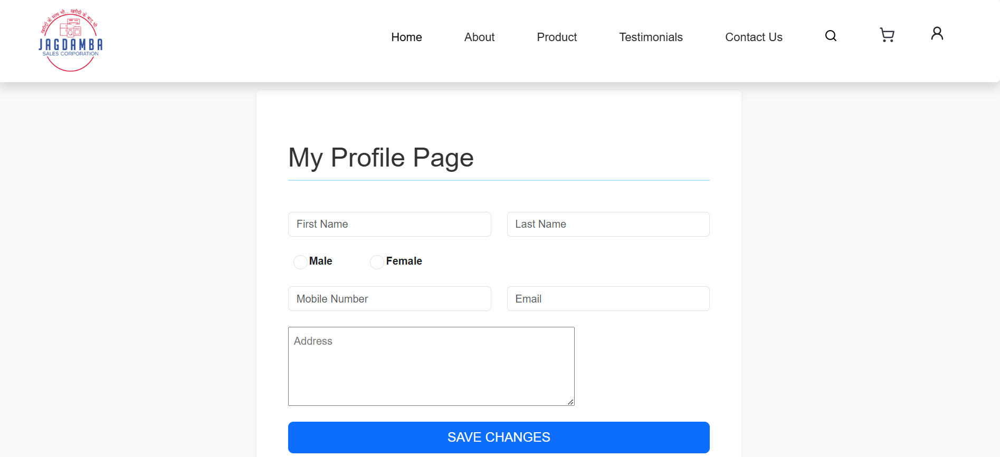 खरीदी के साथ भी... खरीदी के बाद भी
JAGDAMBA
SALES CORPORATION
Home About Product Testimonials Contact Us
My Profile Page
First Name Last Name
Male Female
Mobile Number Email
Address
SAVE CHANGES